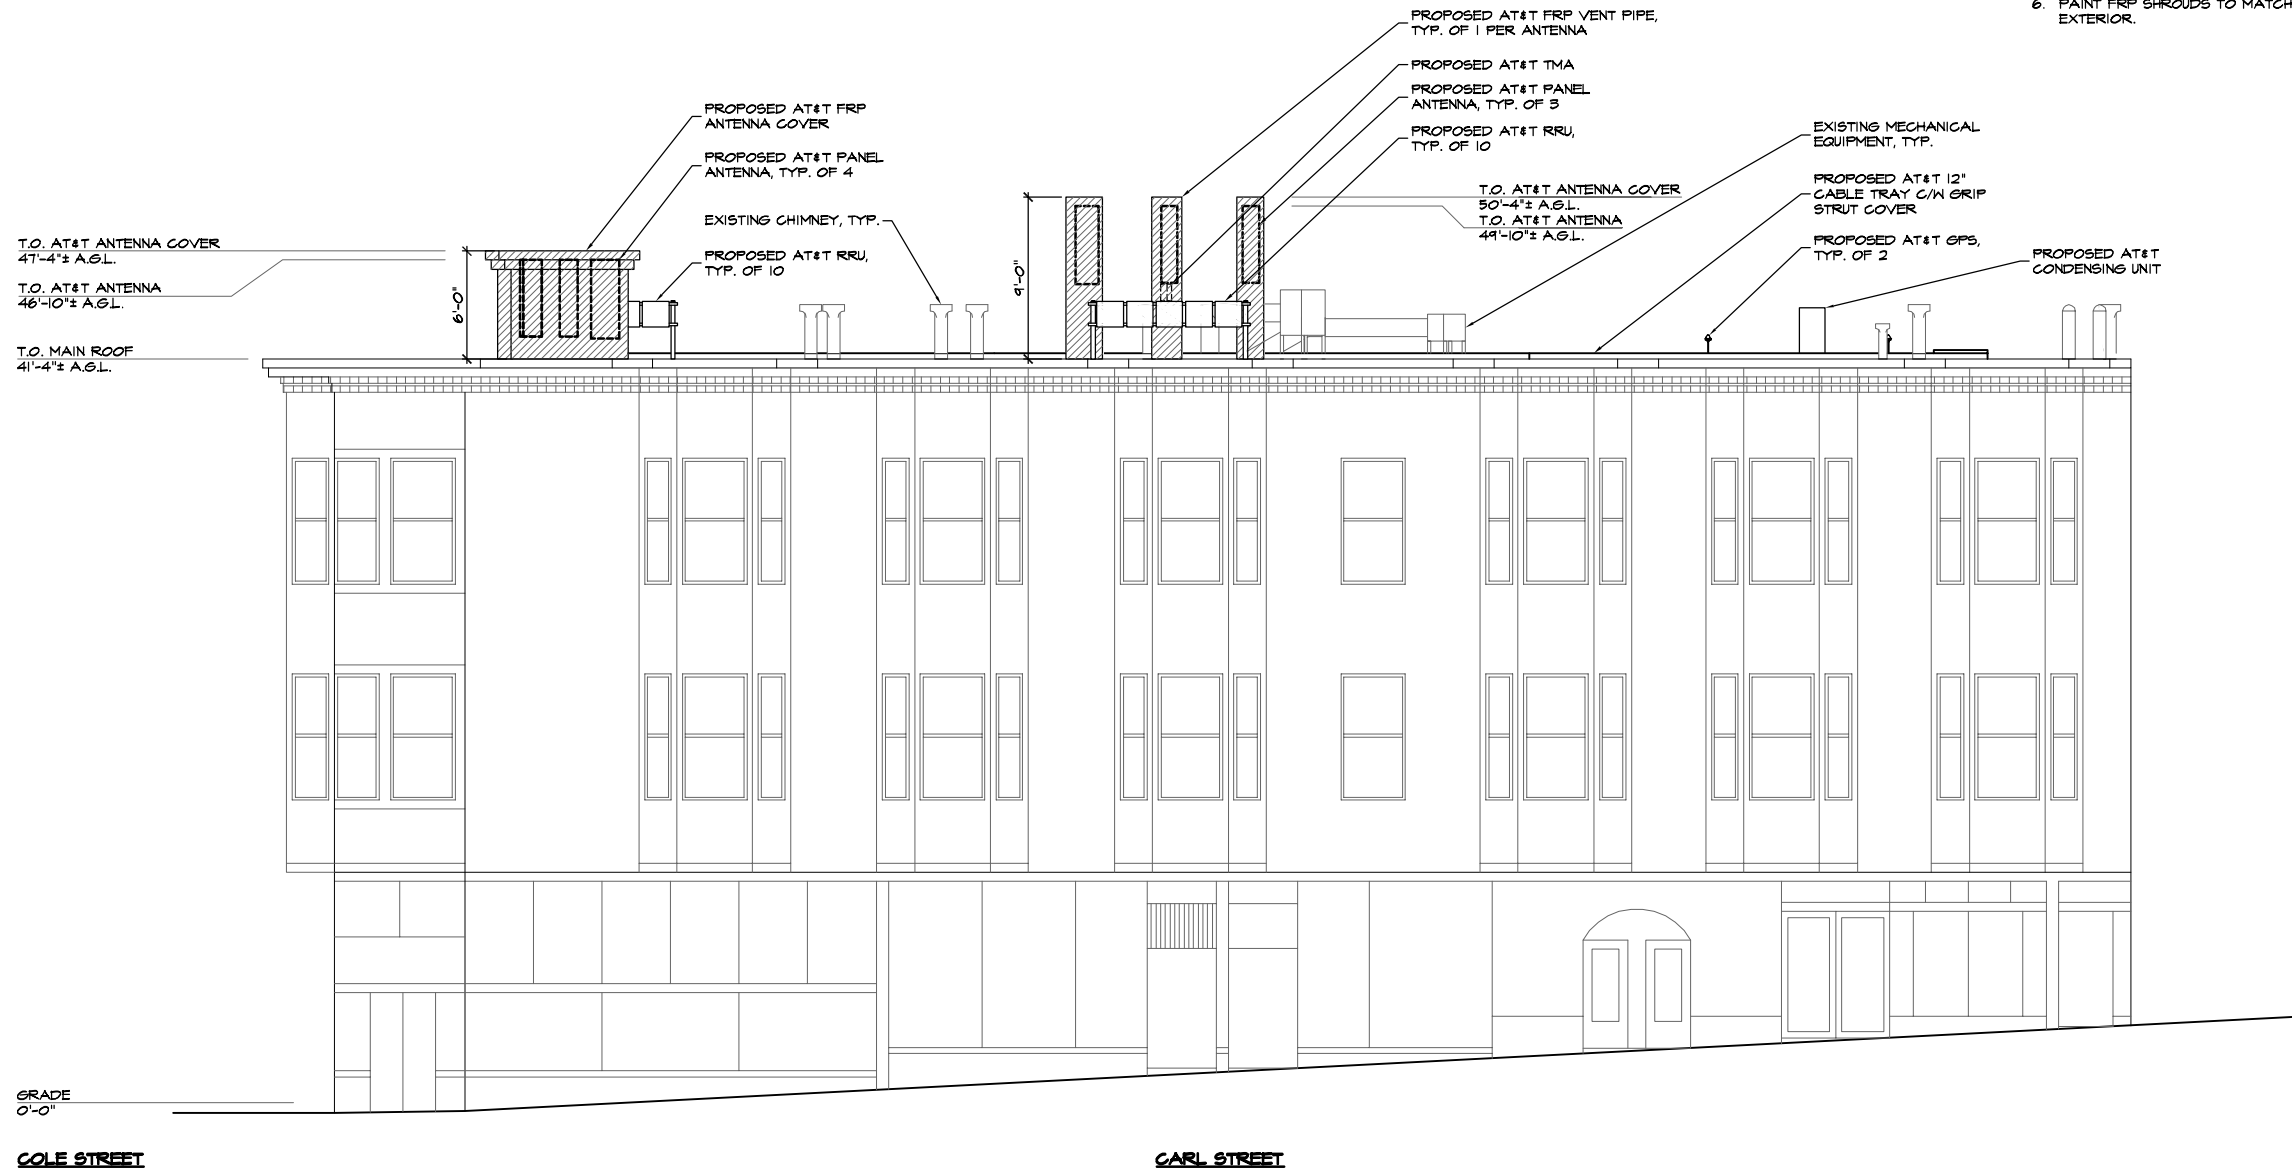 6. PAINT FRP SHROUDS TO MATCH
EXTERIOR.
PROPOSED AT&T FRP VENT PIPE,
TYP. OF 1 PER ANTENNA
PROPOSED AT&T TMA
PROPOSED AT&T PANEL
ANTENNA, TYP. OF 3
PROPOSED AT&T RRU,
TYP. OF 10
PROPOSED AT&T FRP
ANTENNA COVER
PROPOSED AT&T PANEL
ANTENNA, TYP. OF 4
EXISTING CHIMNEY, TYP.
PROPOSED AT&T RRU,
TYP. OF 10
EXISTING MECHANICAL
EQUIPMENT, TYP.
PROPOSED AT&T 12"
CABLE TRAY C/W GRIP
STRUT COVER
PROPOSED AT&T GPS,
TYP. OF 2
PROPOSED AT&T
CONDENSING UNIT
T.O. AT&T ANTENNA COVER
50'-4"± A.G.L.
T.O. AT&T ANTENNA
49'-10"± A.G.L.
T.O. AT&T ANTENNA COVER
47'-4"± A.G.L.
T.O. AT&T ANTENNA
46'-10"± A.G.L.
T.O. MAIN ROOF
41'-4"± A.G.L.
6'-0"
9'-0"
GRADE
0'-0"
COLE STREET
CARL STREET